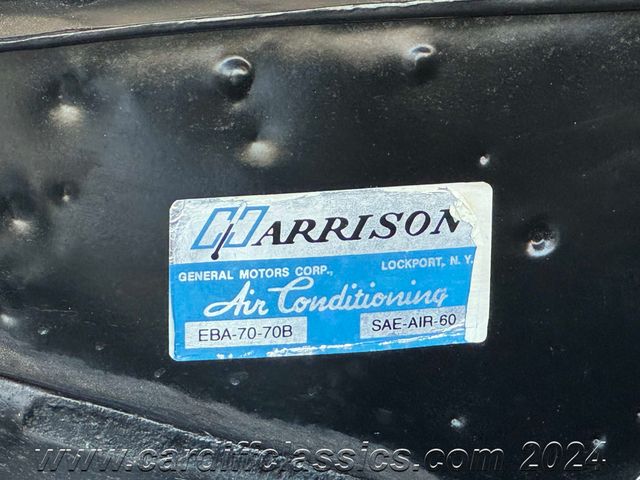 HARRISON
GENERAL MOTORS CORP., LOCKPORT, N. Y.
Air Conditioning
EBA-70-70B SAE-AIR-60
www.cardiffclassics.com 2024